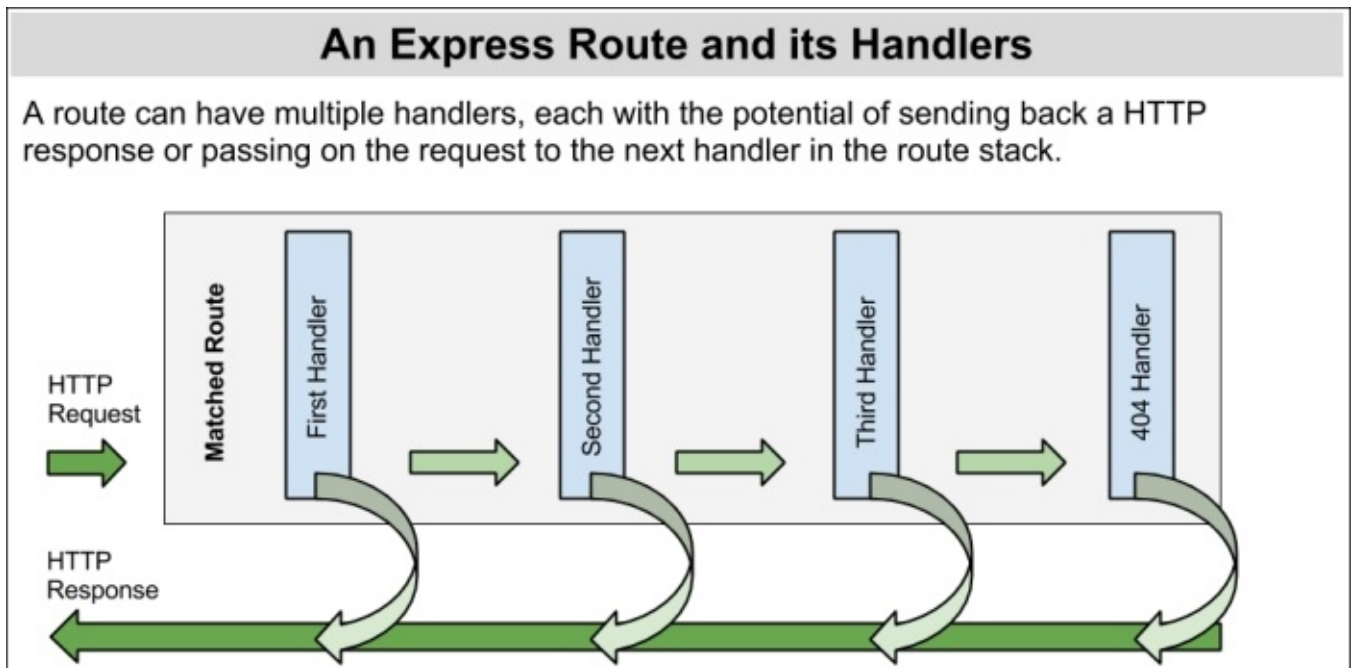 An Express Route and its Handlers
A route can have multiple handlers, each with the potential of sending back a HTTP
response or passing on the request to the next handler in the route stack.
HTTP
Request
Matched Route
First Handler
Second Handler
Third Handler
404 Handler
HTTP
Response